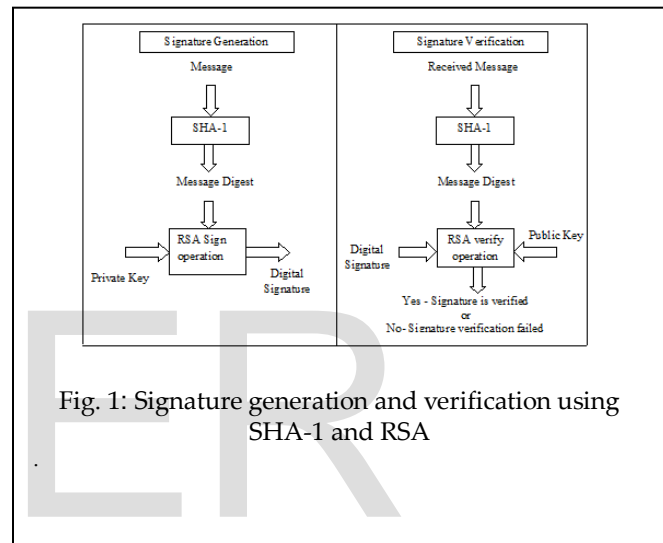 Signature Generation
Message
SHA-1
Message Digest
RSA Sign
operation
Private Key
Digital
Signature
Signature Verification
Received Message
SHA-1
Message Digest
Digital
Signature
RSA verify
operation
Public Key
Yes - Signature is verified
or
No- Signature verification failed
Fig. 1: Signature generation and verification using
SHA-1 and RSA
.
ER